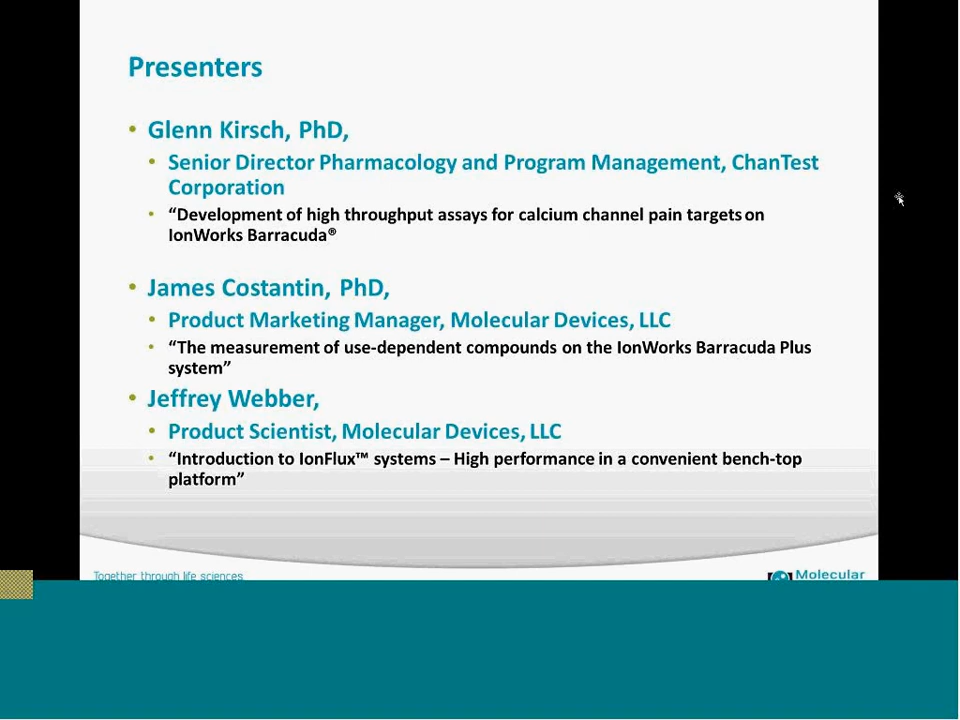 Presenters
• Glenn Kirsch, PhD,
• Senior Director Pharmacology and Program Management, ChanTest
Corporation
• “Development of high throughput assays for calcium channel pain targets on
IonWorks Barracuda®
• James Costantin, PhD,
• Product Marketing Manager, Molecular Devices, LLC
• “The measurement of use-dependent compounds on the IonWorks Barracuda Plus
system”
• Jeffrey Webber,
• Product Scientist, Molecular Devices, LLC
• “Introduction to IonFlux™ systems – High performance in a convenient bench-top
platform”
Together through life sciences
Molecular